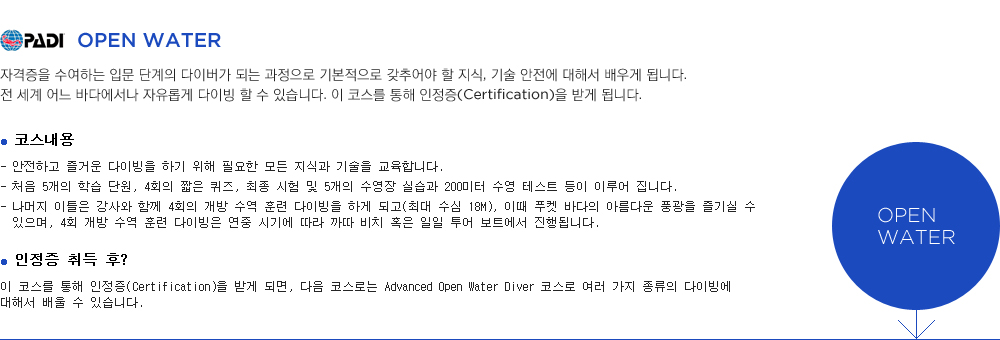 PADI OPEN WATER
자격증을 수여하는 입문 단계의 다이버가 되는 과정으로 기본적으로 갖추어야 할 지식, 기술 안전에 대해서 배우게 됩니다.
전 세계 어느 바다에서나 자유롭게 다이빙 할 수 있습니다. 이 코스를 통해 인정증(Certification)을 받게 됩니다.
• 코스내용
- 안전하고 즐거운 다이빙을 하기 위해 필요한 모든 지식과 기술을 교육합니다.
- 처음 5개의 학습 단원, 4회의 짧은 퀴즈, 최종 시험 및 5개의 수영장 실습과 200미터 수영 테스트 등이 이루어 집니다.
- 나머지 이틀은 강사와 함께 4회의 개방 수역 훈련 다이빙을 하게 되고(최대 수심 18M), 이때 푸켓 바다의 아름다운 풍광을 즐기실 수
있으며, 4회 개방 수역 훈련 다이빙은 연중 시기에 따라 까따 비치 혹은 일일 투어 보트에서 진행됩니다.
• 인정증 취득 후?
이 코스를 통해 인정증(Certification)을 받게 되면, 다음 코스로는 Advanced Open Water Diver 코스로 여러 가지 종류의 다이빙에
대해서 배울 수 있습니다.
OPEN
WATER